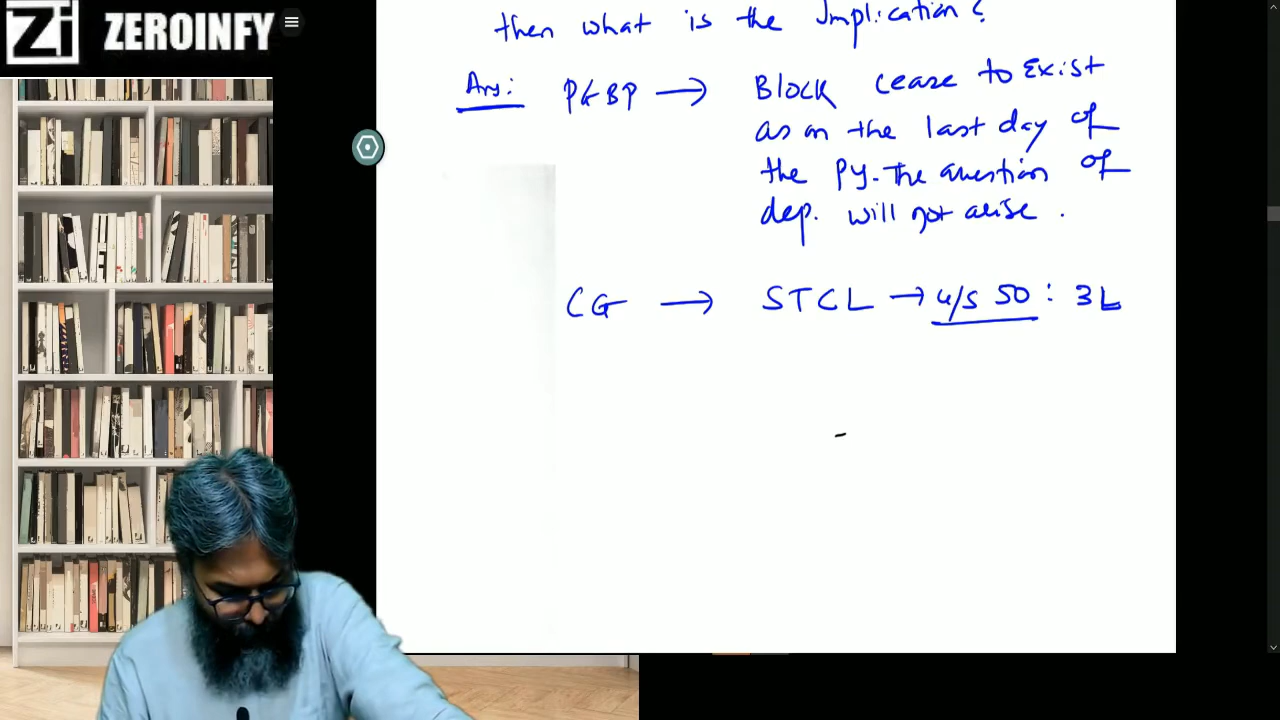 Zi ZEROINFY
then what is the Implication?
Ans: PGBP → Block cease to Exist
as on the last day of
the PY. The question of
dep. will not arise.
CG → STCL → u/s 50 : 3L